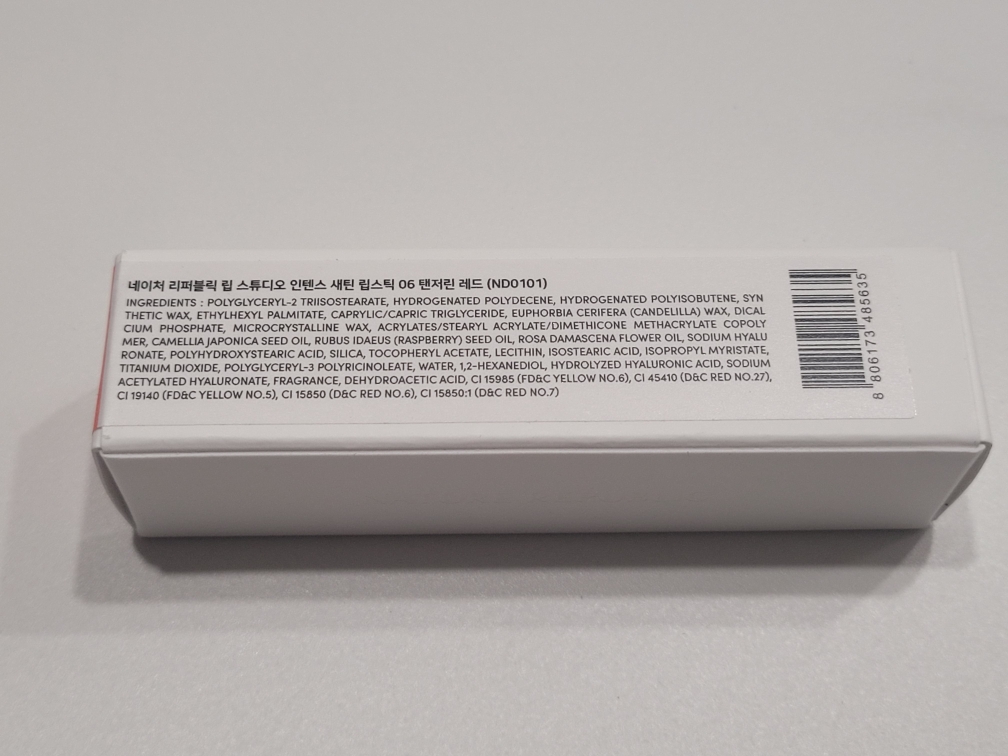 네이처 리퍼블릭 립 스튜디오 인텐스 새틴 립스틱 06 탠저린 레드 (ND0101)
INGREDIENTS : POLYGLYCERYL-2 TRIISOSTEARATE, HYDROGENATED POLYDECENE, HYDROGENATED POLYISOBUTENE, SYN
THETIC WAX, ETHYLHEXYL PALMITATE, CAPRYLIC/CAPRIC TRIGLYCERIDE, EUPHORBIA CERIFERA (CANDELILLA) WAX, DICAL
CIUM PHOSPHATE, MICROCRYSTALLINE WAX, ACRYLATES/STEARYL ACRYLATE/DIMETHICONE METHACRYLATE COPOLY
MER, CAMELLIA JAPONICA SEED OIL, RUBUS IDAEUS (RASPBERRY) SEED OIL, ROSA DAMASCENA FLOWER OIL, SODIUM HYALU
RONATE, POLYHYDROXYSTEARIC ACID, SILICA, TOCOPHERYL ACETATE, LECITHIN, ISOSTEARIC ACID, ISOPROPYL MYRISTATE,
TITANIUM DIOXIDE, POLYGLYCERYL-3 POLYRICINOLEATE, WATER, 1,2-HEXANEDIOL, HYDROLYZED HYALURONIC ACID, SODIUM
ACETYLATED HYALURONATE, FRAGRANCE, DEHYDROACETIC ACID, CI 15985 (FD&C YELLOW NO.6), CI 45410 (D&C RED NO.27),
CI 19140 (FD&C YELLOW NO.5), CI 15850 (D&C RED NO.6), CI 15850:1 (D&C RED NO.7)
8 806173 485635